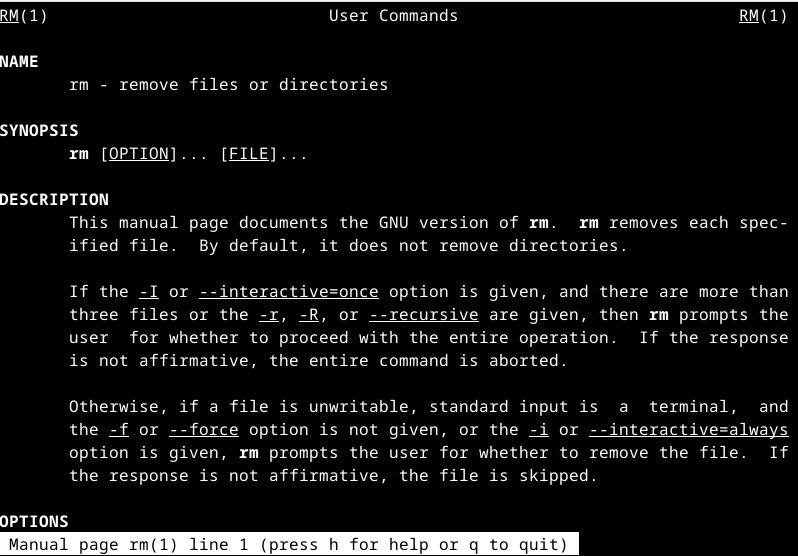 RM(1) User Commands RM(1)
NAME
rm - remove files or directories
SYNOPSIS
rm [OPTION]... [FILE]...
DESCRIPTION
This manual page documents the GNU version of rm.  rm removes each spec-
ified file.  By default, it does not remove directories.
If the -I or --interactive=once option is given, and there are more than
three files or the -r, -R, or --recursive are given, then rm prompts the
user  for whether to proceed with the entire operation.  If the response
is not affirmative, the entire command is aborted.
Otherwise, if a file is unwritable, standard input is  a  terminal,  and
the -f or --force option is not given, or the -i or --interactive=always
option is given, rm prompts the user for whether to remove the file.  If
the response is not affirmative, the file is skipped.
OPTIONS
Manual page rm(1) line 1 (press h for help or q to quit)